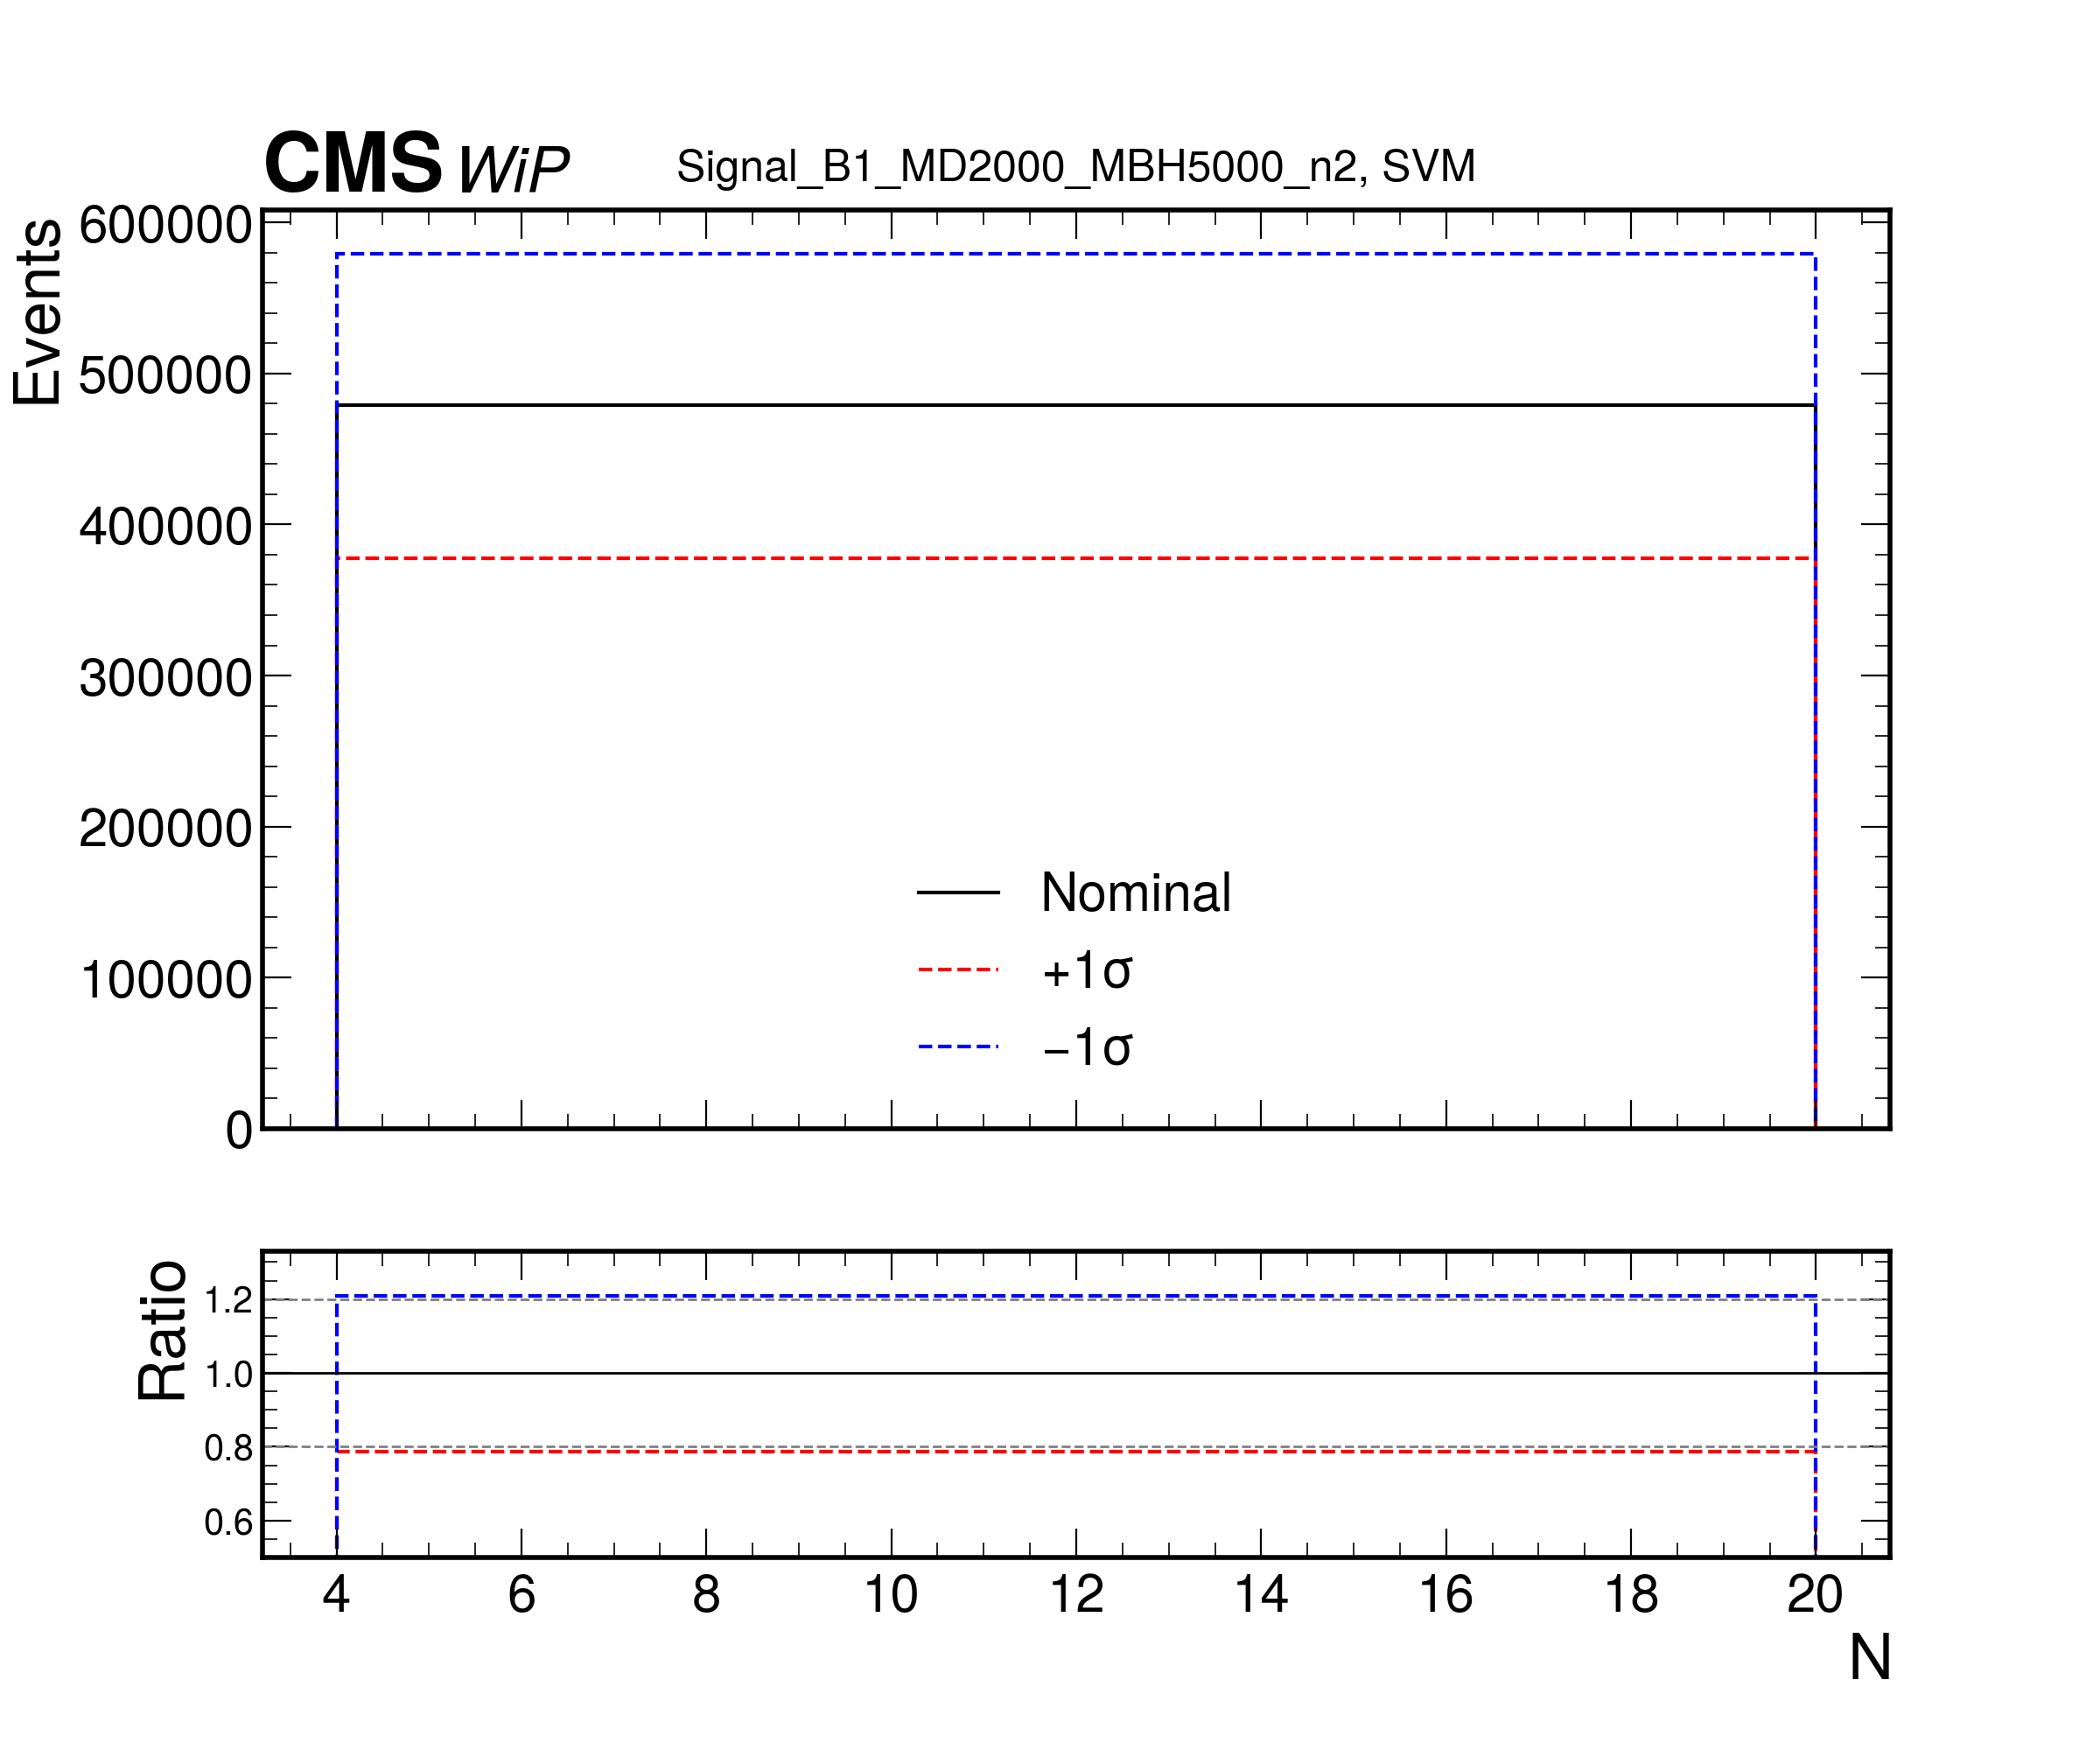 CMS WiP Signal_B1_MD2000_MBH5000_n2, SVM
Events
600000
500000
400000
300000
200000
100000
0
Nominal
+1σ
−1σ
Ratio
1.2
1.0
0.8
0.6
4 6 8 10 12 14 16 18 20
N